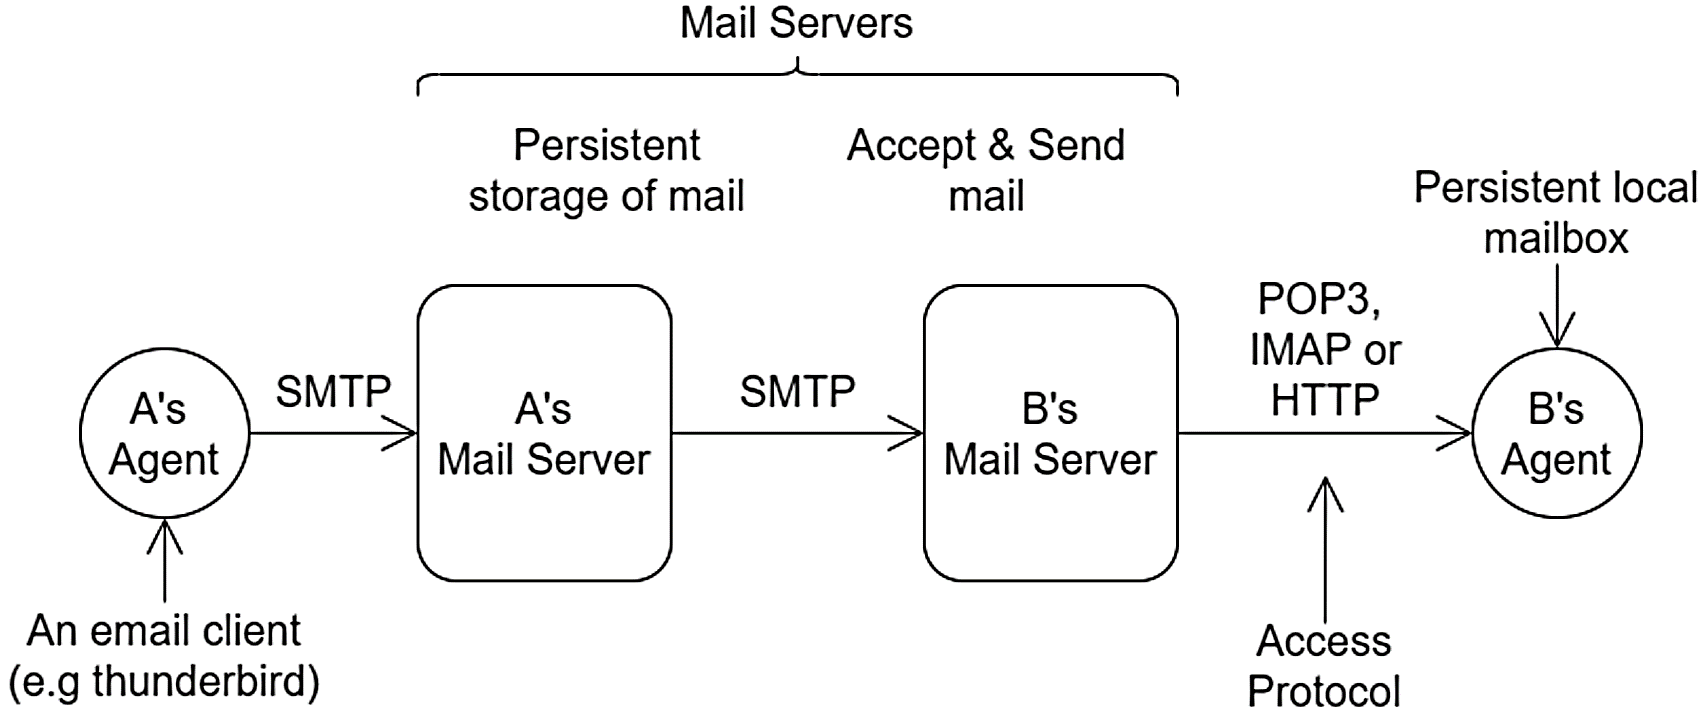 Mail Servers
Persistent
storage of mail
Accept & Send
mail
Persistent local
mailbox
POP3,
IMAP or
HTTP
SMTP
SMTP
A's
Agent
A's
Mail Server
B's
Mail Server
B's
Agent
An email client
(e.g thunderbird)
Access
Protocol